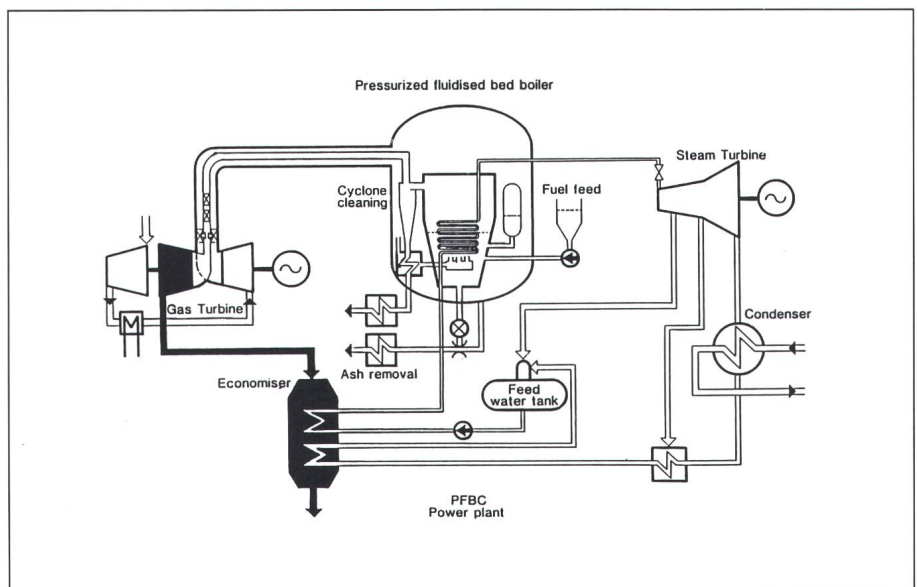 Pressurized fluidised bed boiler
Steam Turbine
Cyclone
cleaning
Fuel feed
Gas Turbine
Condenser
Ash removal
Economiser
Feed
water tank
PFBC
Power plant